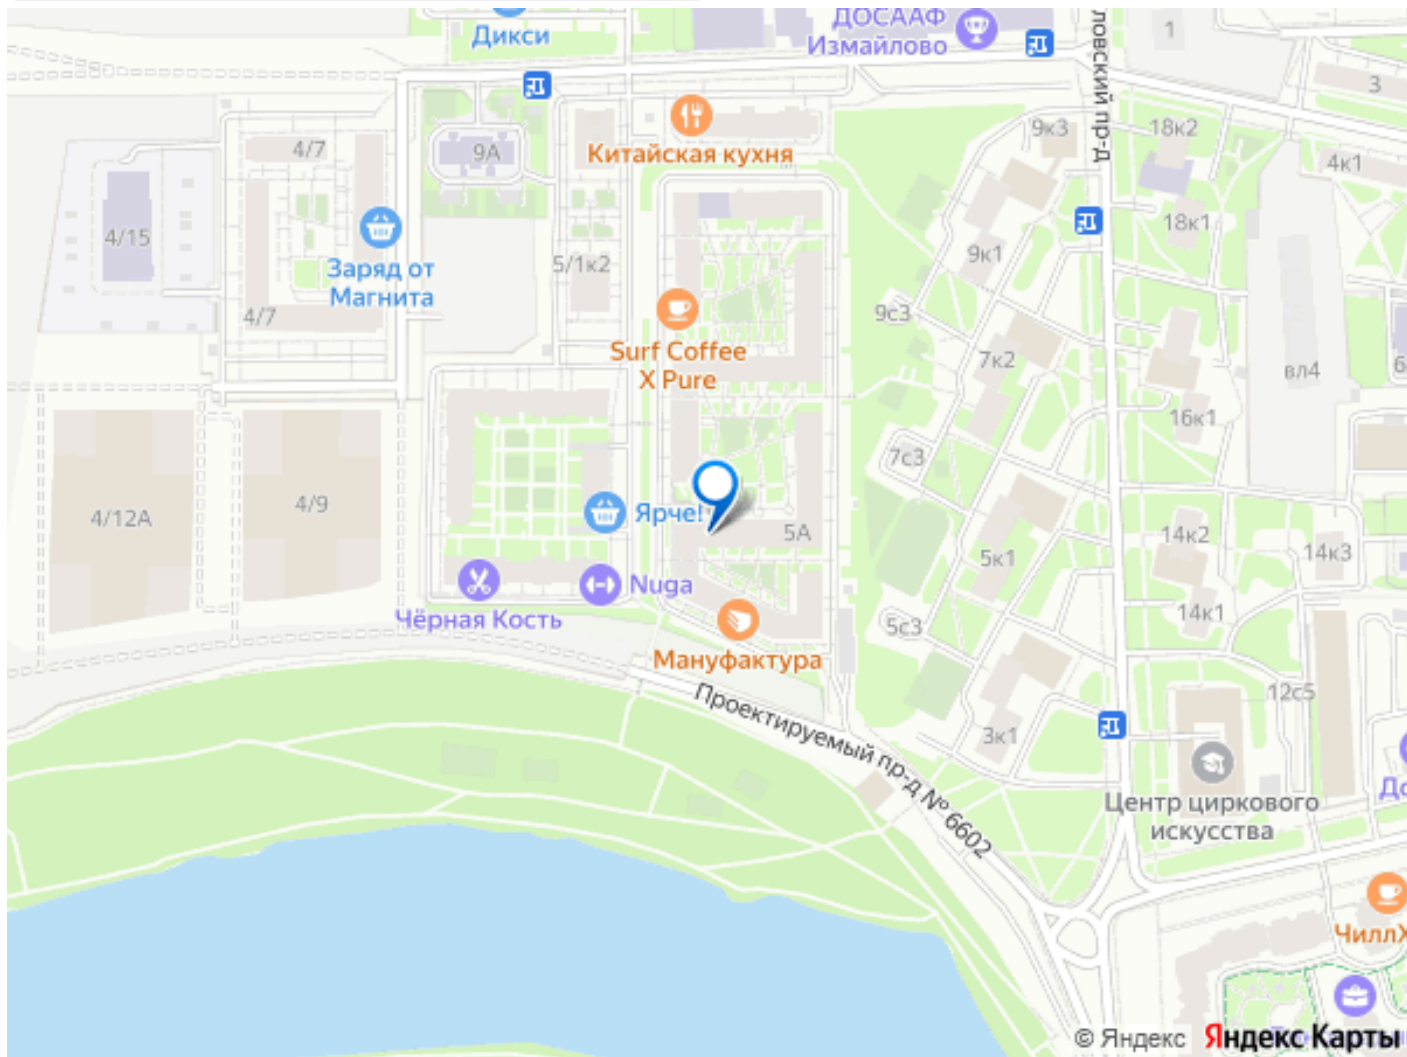 Дикси
ДОСААФ
Измайлово
ловский пр-д
1
3
4/7
9А
Китайская кухня
9к3
18к2
4к1
4/15
Заряд от
Магнита
5/1к2
9к1
18к1
4/7
9с3
Surf Coffee
X Pure
7к2
вл4
16к1
7с3
4/12А
4/9
Ярче!
5А
5к1
14к2
14к3
Nuga
Чёрная Кость
14к1
5с3
Мануфактура
12с5
Проектируемый пр-д № 6602
3к1
Центр циркового
искусства
До
ЧиллХ
© Яндекс
Яндекс Карты